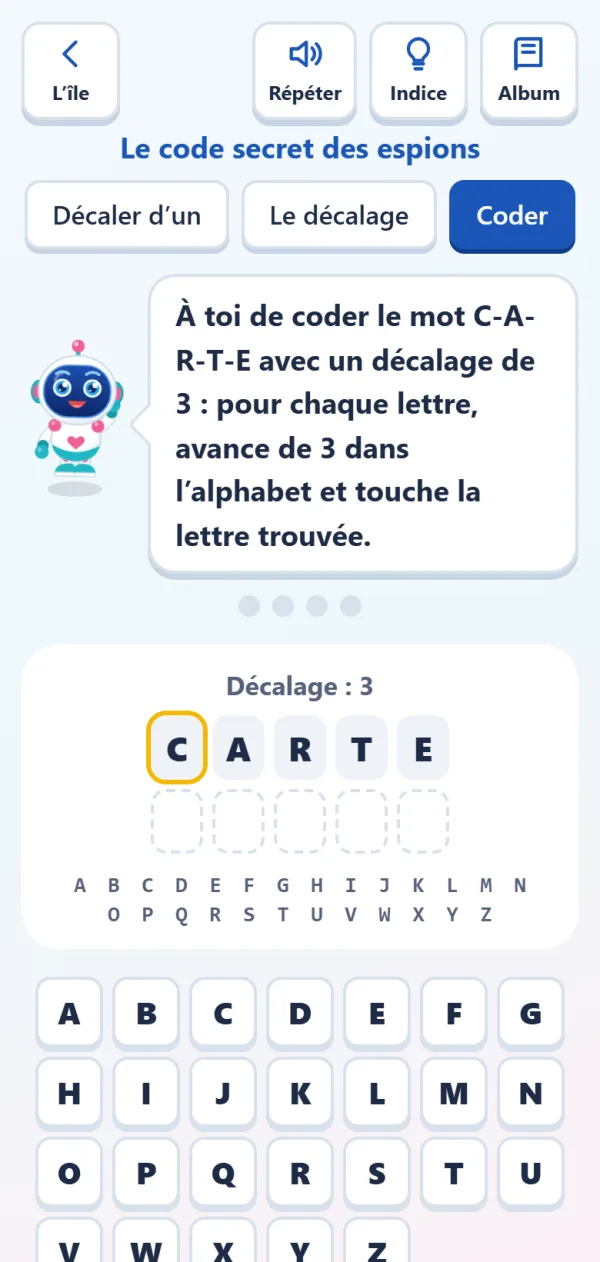 L’île
Répéter
Indice
Album
Le code secret des espions
Décaler d’un
Le décalage
Coder
À toi de coder le mot C-A-
R-T-E avec un décalage de
3 : pour chaque lettre,
avance de 3 dans
l’alphabet et touche la
lettre trouvée.
Décalage : 3
C A R T E
A B C D E F G H I J K L M N
O P Q R S T U V W X Y Z
A B C D E F G
H I J K L M N
O P Q R S T U
V W X Y Z